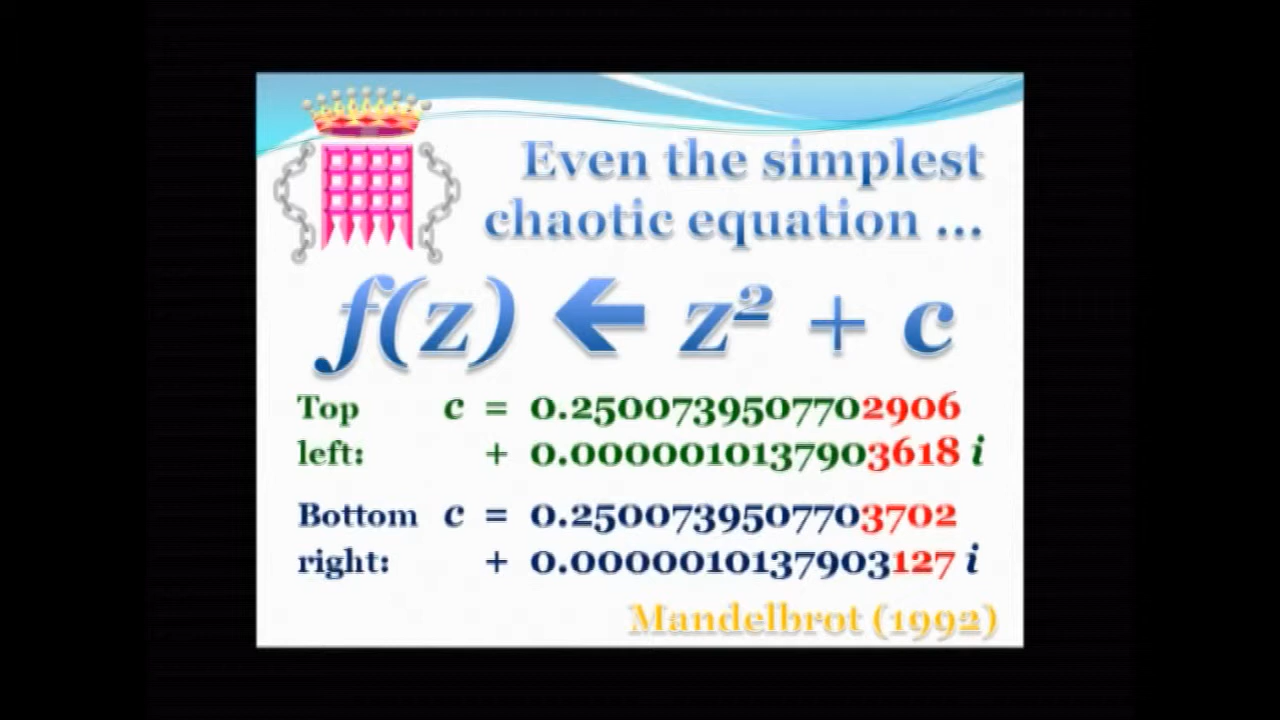 Even the simplest
chaotic equation ...
f(z) ← z² + c
Top c = 0.2500739507702906
left: + 0.0000010137903618 i
Bottom c = 0.2500739507703702
right: + 0.0000010137903127 i
Mandelbrot (1992)